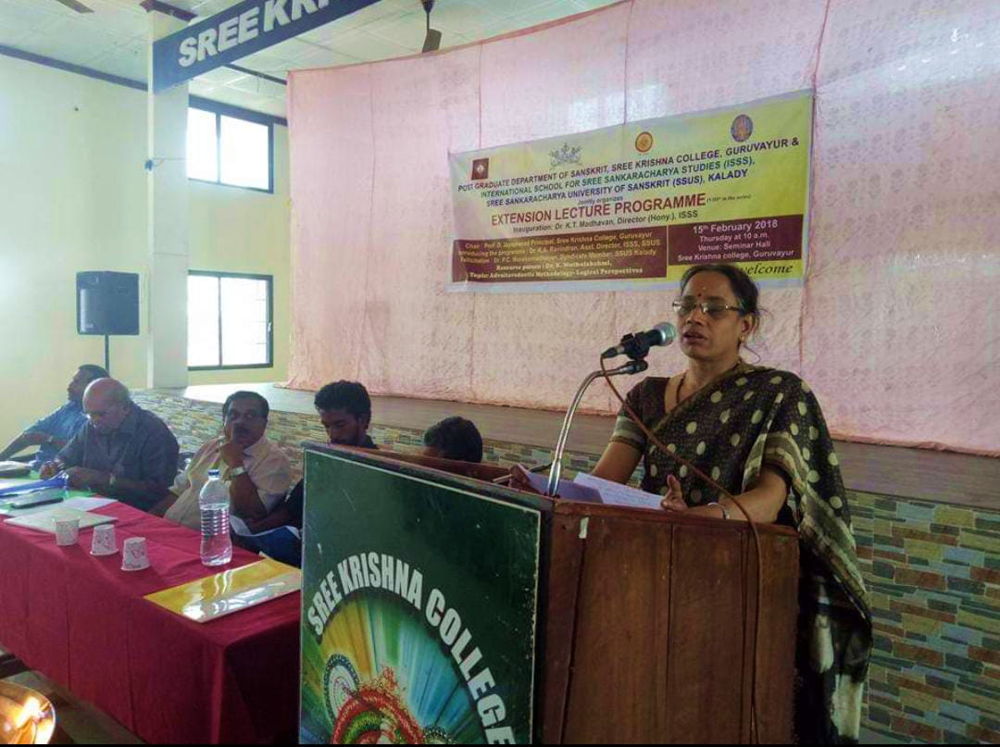 SREE KRI
POST GRADUATE DEPARTMENT OF SANSKRIT, SREE KRISHNA COLLEGE, GURUVAYUR &
INTERNATIONAL SCHOOL FOR SREE SANKARACHARYA STUDIES (ISSS),
SREE SANKARACHARYA UNIVERSITY OF SANSKRIT (SSUS), KALADY
Jointly organizes
EXTENSION LECTURE PROGRAMME
Inauguration: Dr. K.T. Madhavan, Director (Hony.), ISSS
Chair : Prof. D. Jayaprasad Principal, Sree Krishna College, Guruvayur
Introducing the programme : Dr. K.A. Ravindran, Asst. Director, ISSS, SSUS
Felicitation : Dr. P.C. Syndicate Member, SSUS Kalady
Resource person : Dr. K. Muthulakshmi,
Topic: Advaitavedantic Methodology- Logical Perspectives
15th February 2018
Thursday at 10 a.m.
Venue: Seminar Hall
Sree Krishna college, Guruvayur
welcome
SREE KRISHNA COLLEGE